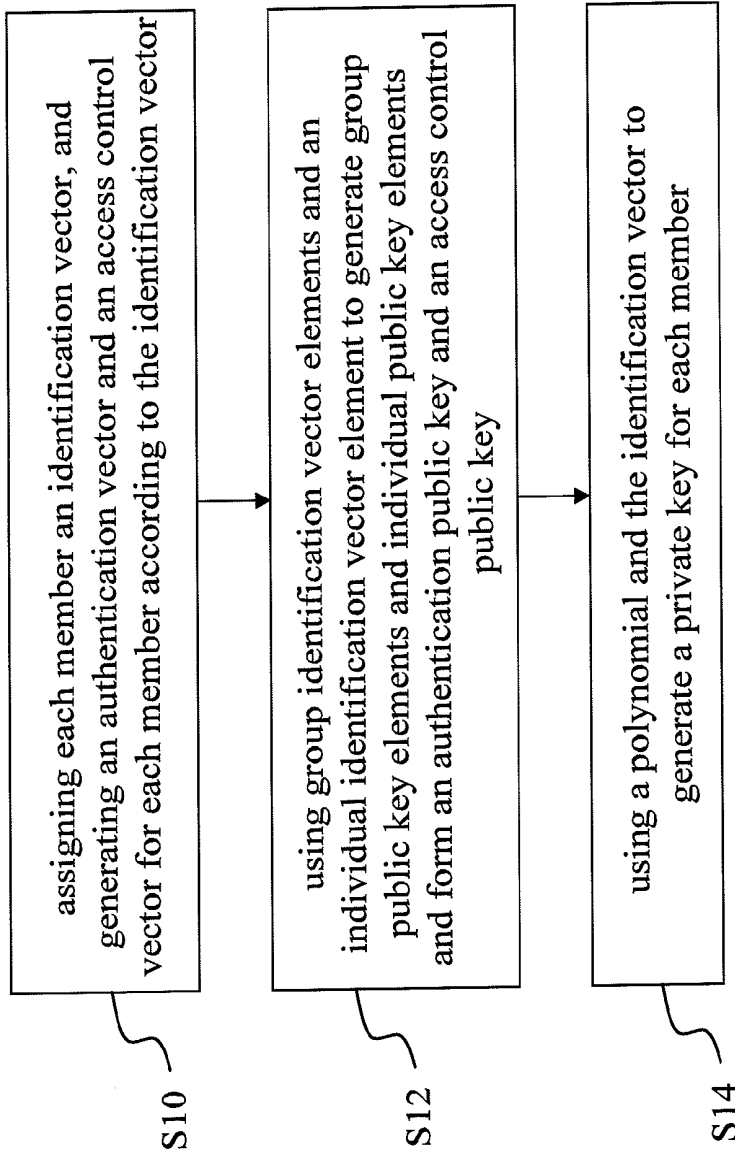 assigning each member an identification vector, and
generating an authentication vector and an access control
vector for each member according to the identification vector
S10
using group identification vector elements and an
individual identification vector element to generate group
public key elements and individual public key elements
and form an authentication public key and an access control
public key
S12
using a polynomial and the identification vector to
generate a private key for each member
S14